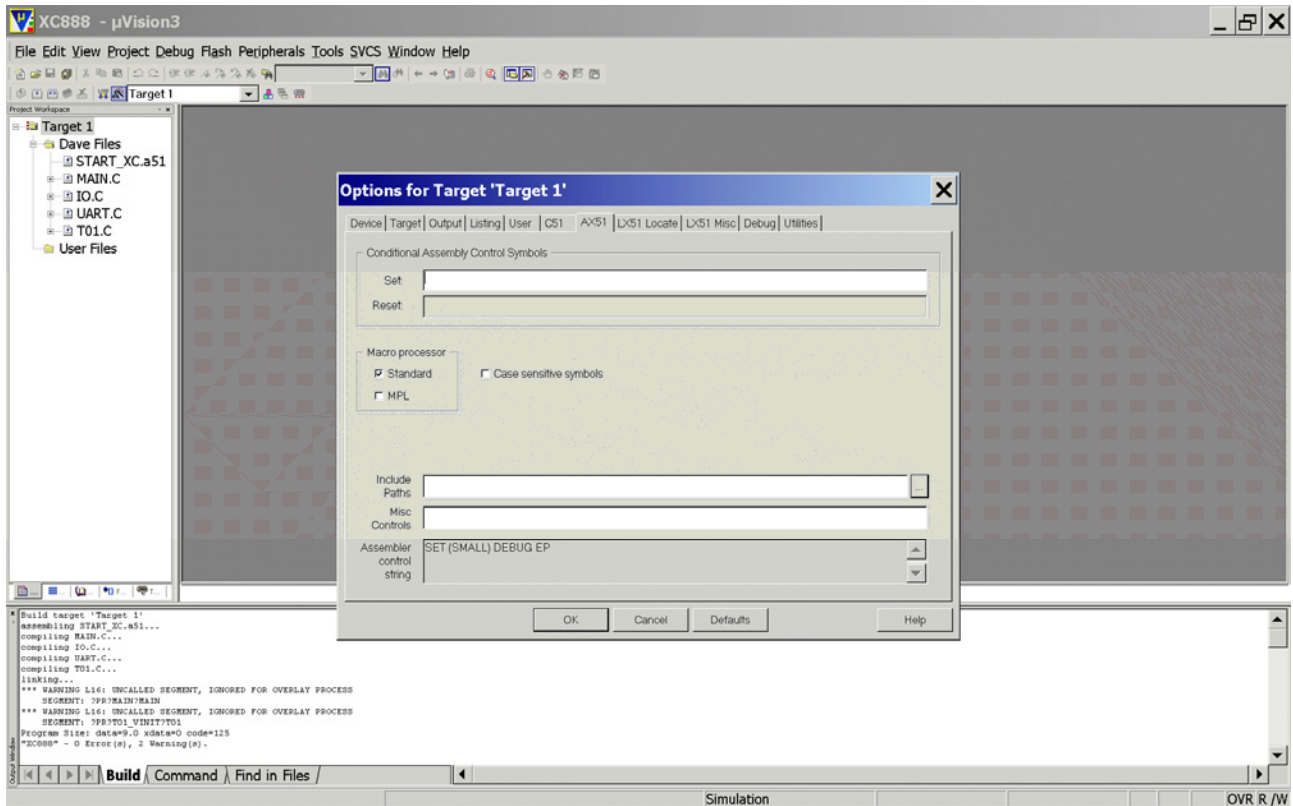 XC888 - µVision3
File Edit View Project Debug Flash Peripherals Tools SVCS Window Help
Target 1
Project Workspace
Target 1
Dave Files
START_XC.a51
MAIN.C
IO.C
UART.C
T01.C
User Files
Options for Target 'Target 1'
Device Target Output Listing User C51 AX51 LX51 Locate LX51 Misc Debug Utilities
Conditional Assembly Control Symbols
Set:
Reset:
Macro processor
Standard
Case sensitive symbols
MPL
Include
Paths
...
Misc
Controls
Assembler
control
string
SET (SMALL) DEBUG EP
OK Cancel Defaults Help
Build target 'Target 1'
assembling START_XC.a51...
compiling MAIN.C...
compiling IO.C...
compiling UART.C...
compiling T01.C...
linking...
*** WARNING L16: UNCALLED SEGMENT, IGNORED FOR OVERLAY PROCESS
SEGMENT: ?PR?MAIN?MAIN
*** WARNING L16: UNCALLED SEGMENT, IGNORED FOR OVERLAY PROCESS
SEGMENT: ?PR?T01_VINIT?T01
Program Size: data=9.0 xdata=0 code=125
"XC888" - 0 Error(s), 2 Warning(s).
Output Window
Build Command Find in Files
Simulation OVR R /W